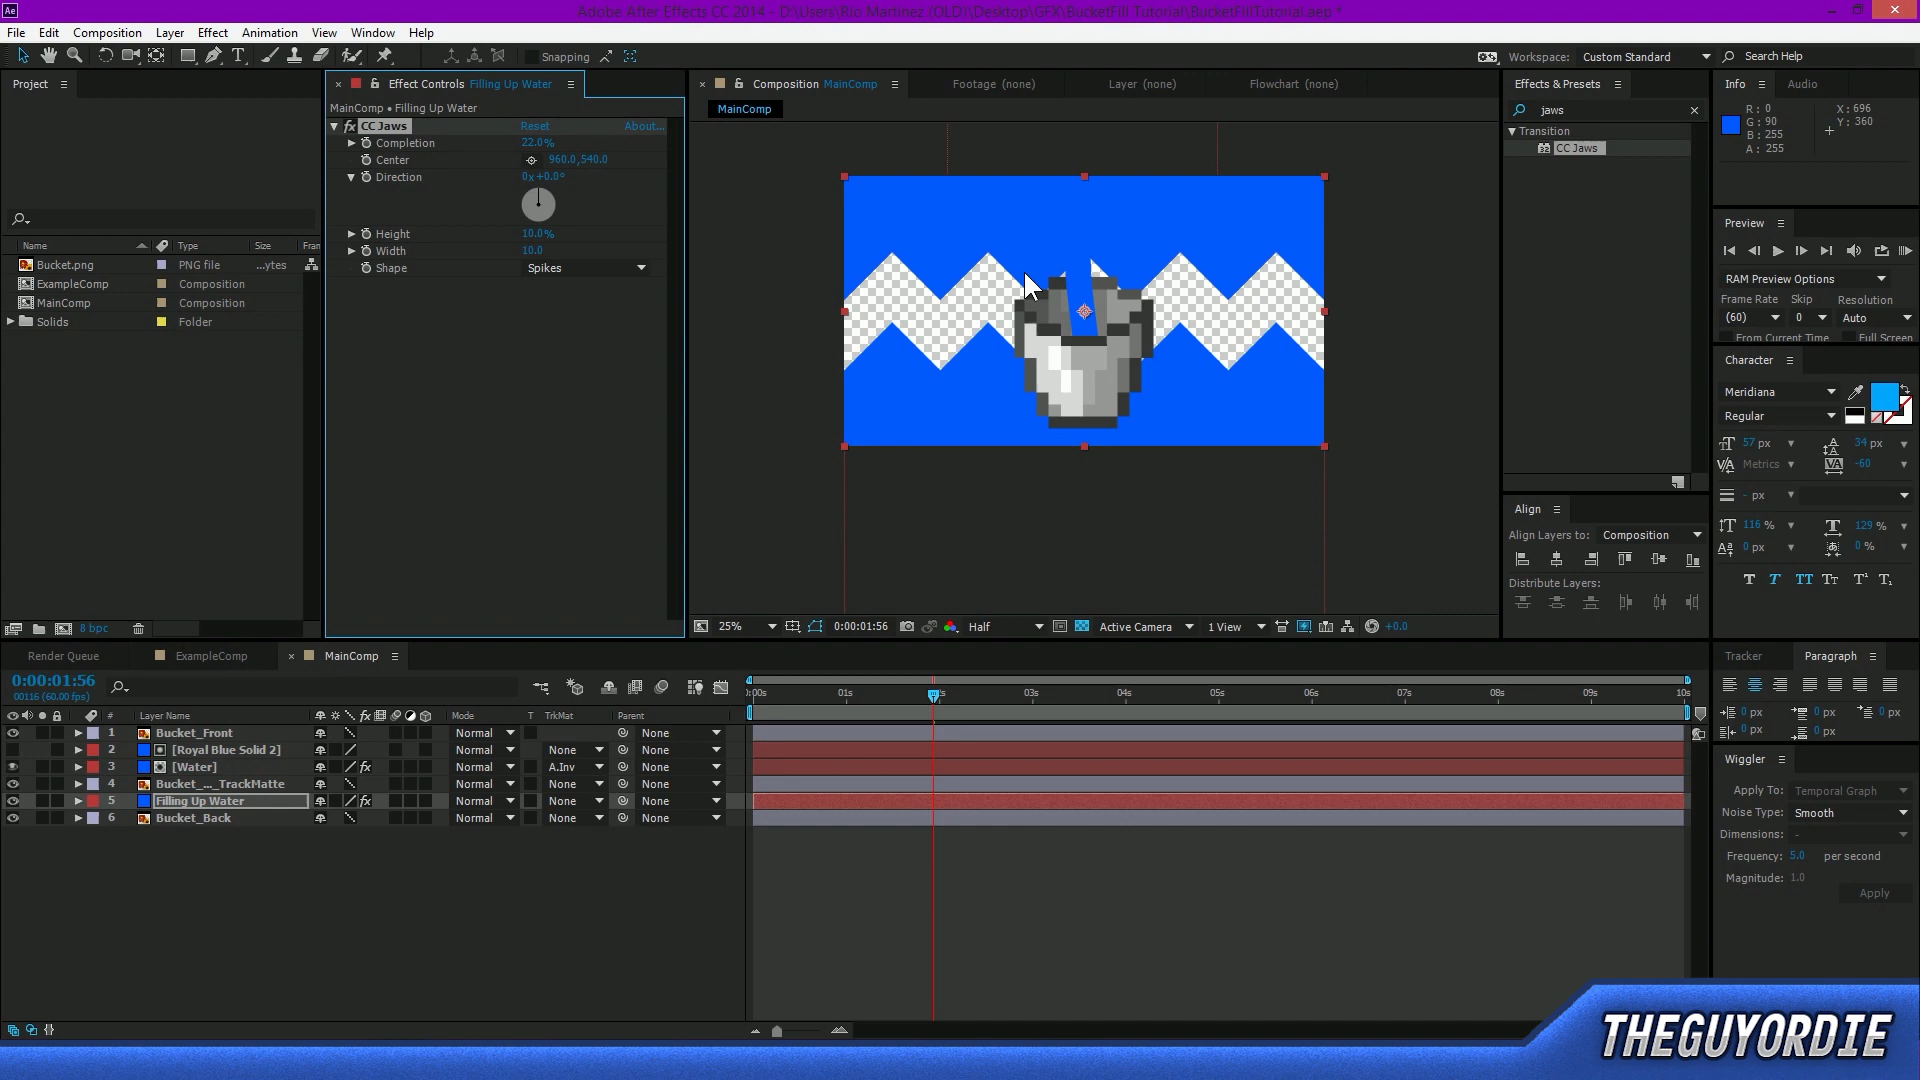 Adobe After Effects CC 2014 - D:\Users\Rio Martinez (OLD)\Desktop\GFX\BucketFill Tutorial\BucketFillTutorial.aep *
File Edit Composition Layer Effect Animation View Window Help
Snapping Workspace: Custom Standard Search Help
Project
Name Type Size Fram
Bucket.png PNG file ...ytes
ExampleComp Composition
MainComp Composition
Solids Folder
8 bpc
Effect Controls Filling Up Water
MainComp • Filling Up Water
fx CC Jaws Reset About...
Completion 22.0%
Center 960.0,540.0
Direction 0x+0.0°
Height 10.0%
Width 10.0
Shape Spikes
Composition MainComp Footage (none) Layer (none) Flowchart (none)
MainComp
25% 0:00:01:56 Half Active Camera 1 View +0.0
Effects & Presets
jaws
Transition
CC Jaws
Align
Align Layers to: Composition
Distribute Layers:
Info Audio
R: 0 X: 696
G: 90 Y: 360
B: 255
A: 255
Preview
RAM Preview Options
Frame Rate Skip Resolution
(60) 0 Auto
From Current Time Full Screen
Character
Meridiana
Regular
57 px 34 px
Metrics -60
- px
116 % 129 %
0 px 0 %
T T TT Tt T¹ T₁
Render Queue ExampleComp MainComp
0:00:01:56
00116 (60.00 fps)
# Layer Name Mode T TrkMat Parent
1 Bucket_Front Normal None
2 [Royal Blue Solid 2] Normal None None
3 [Water] Normal A.Inv None
4 Bucket_..._TrackMatte Normal None None
5 Filling Up Water Normal None None
6 Bucket_Back Normal None None
:00s 01s 2s 03s 04s 05s 06s 07s 08s 09s 10s
Tracker Paragraph
0 px 0 px 0 px
0 px 0 px
Wiggler
Apply To: Temporal Graph
Noise Type: Smooth
Dimensions: -
Frequency: 5.0 per second
Magnitude: 1.0
Apply
THEGUYORDIE